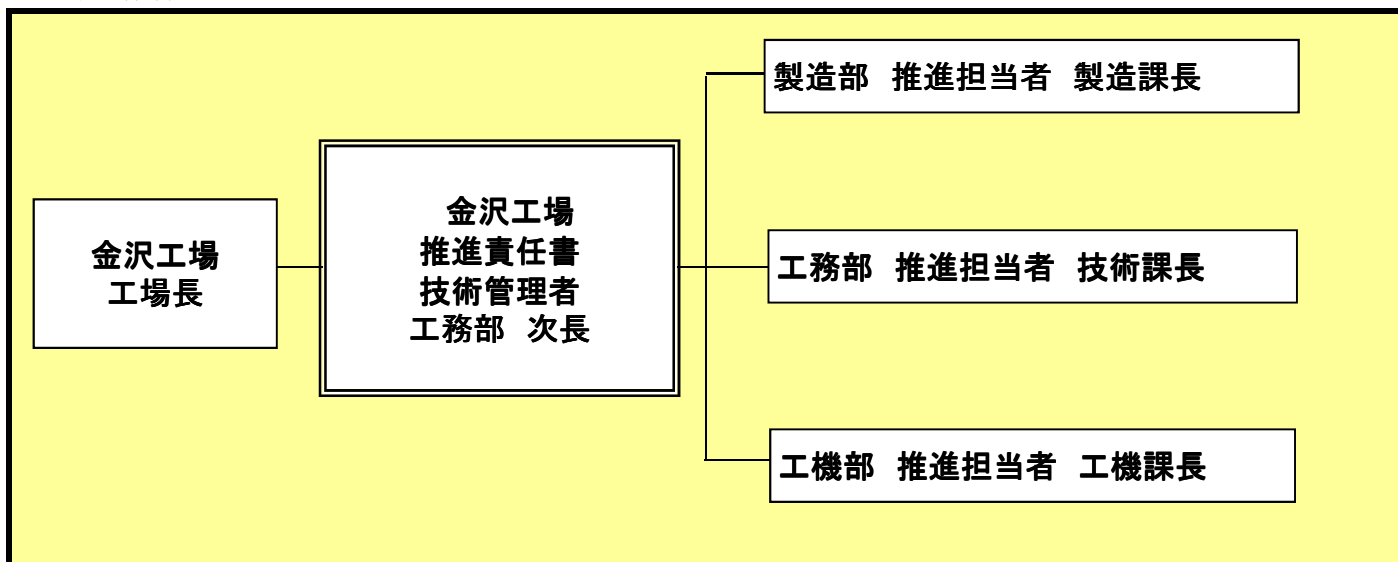 金沢工場
工場長
金沢工場
推進責任書
技術管理者
工務部 次長
製造部 推進担当者 製造課長
工務部 推進担当者 技術課長
工機部 推進担当者 工機課長